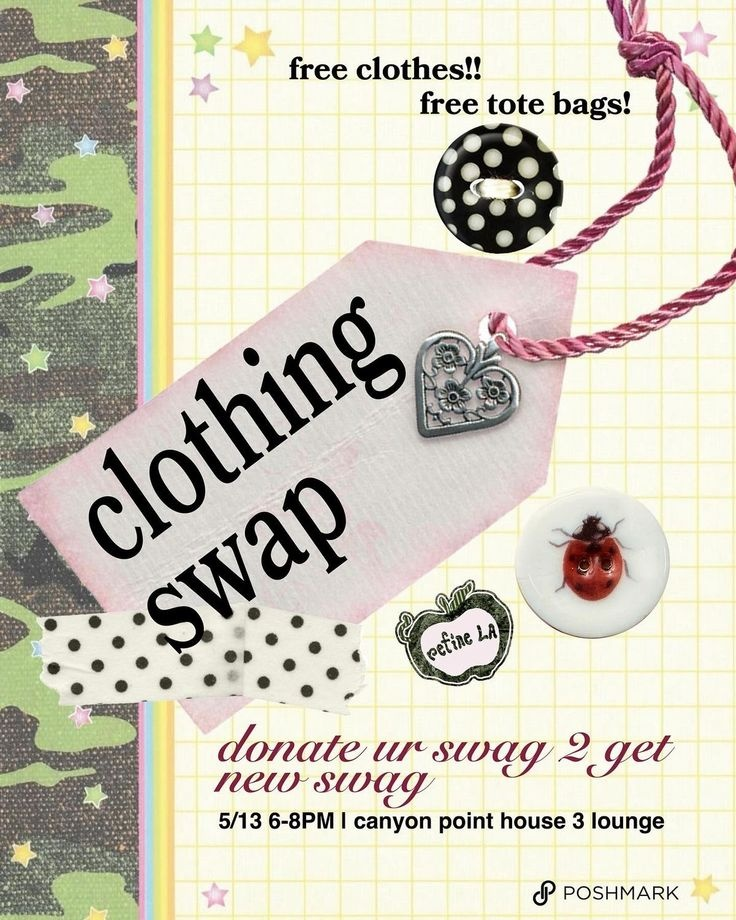 free clothes!!
free tote bags!
clothing
swap
refine LA
donate ur swag 2 get
new swag
5/13 6-8PM | canyon point house 3 lounge
POSHMARK